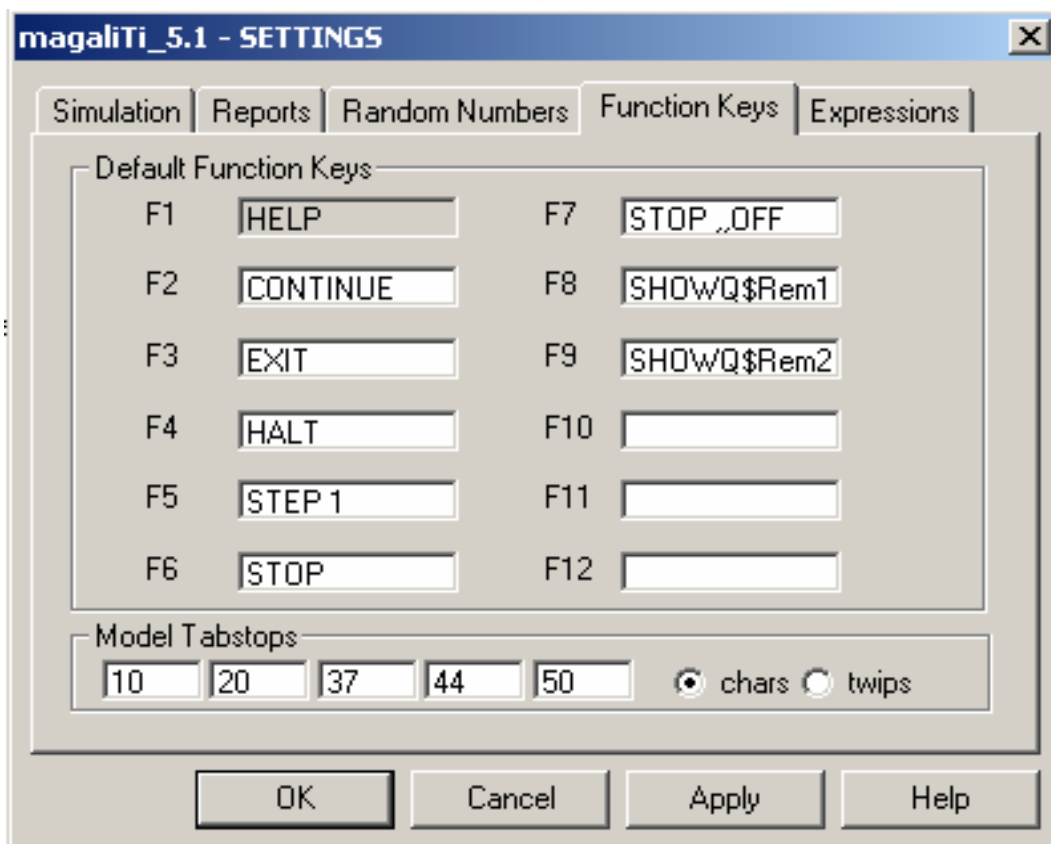 magaliTi_5.1 - SETTINGS
Simulation Reports Random Numbers Function Keys Expressions
Default Function Keys
F1 HELP F7 STOP ,,OFF
F2 CONTINUE F8 SHOWQ$Rem1
F3 EXIT F9 SHOWQ$Rem2
F4 HALT F10
F5 STEP 1 F11
F6 STOP F12
Model Tabstops
10 20 37 44 50 chars twips
OK Cancel Apply Help